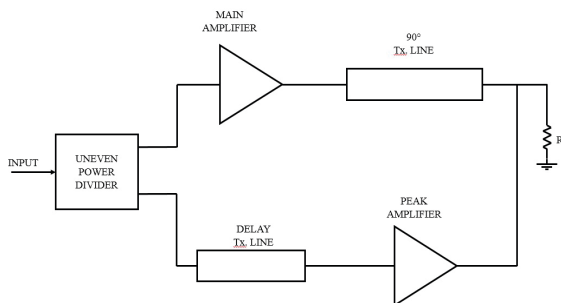 MAIN
AMPLIFIER
90°
Tx. LINE
INPUT
UNEVEN
POWER
DIVIDER
R
PEAK
AMPLIFIER
DELAY
Tx. LINE